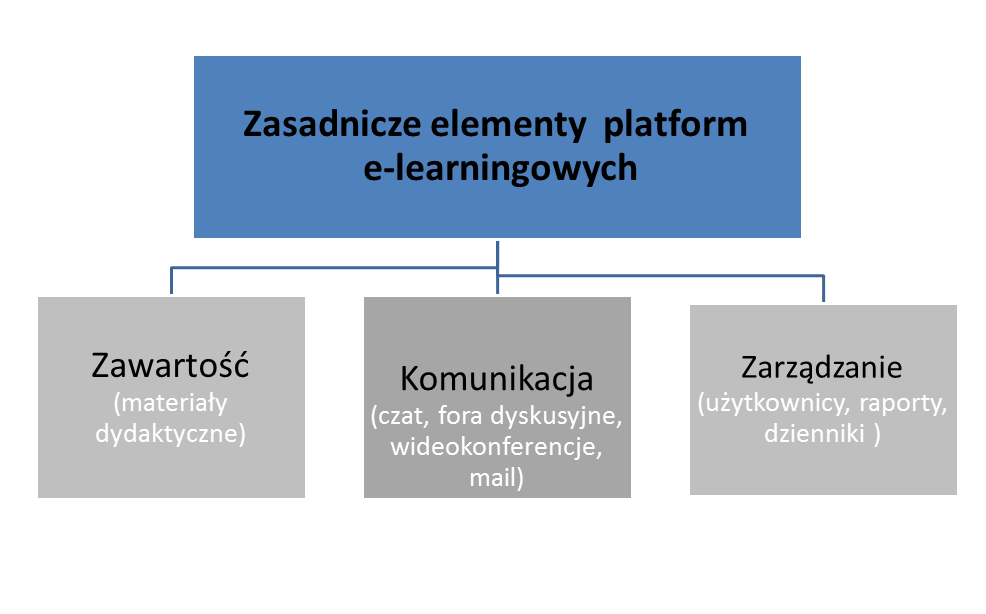 Zasadnicze elementy  platform
e-learningowych
Zawartość
(materiały
dydaktyczne)
Komunikacja
(czat, fora dyskusyjne,
wideokonferencje,
mail)
Zarządzanie
(użytkownicy, raporty,
dzienniki )